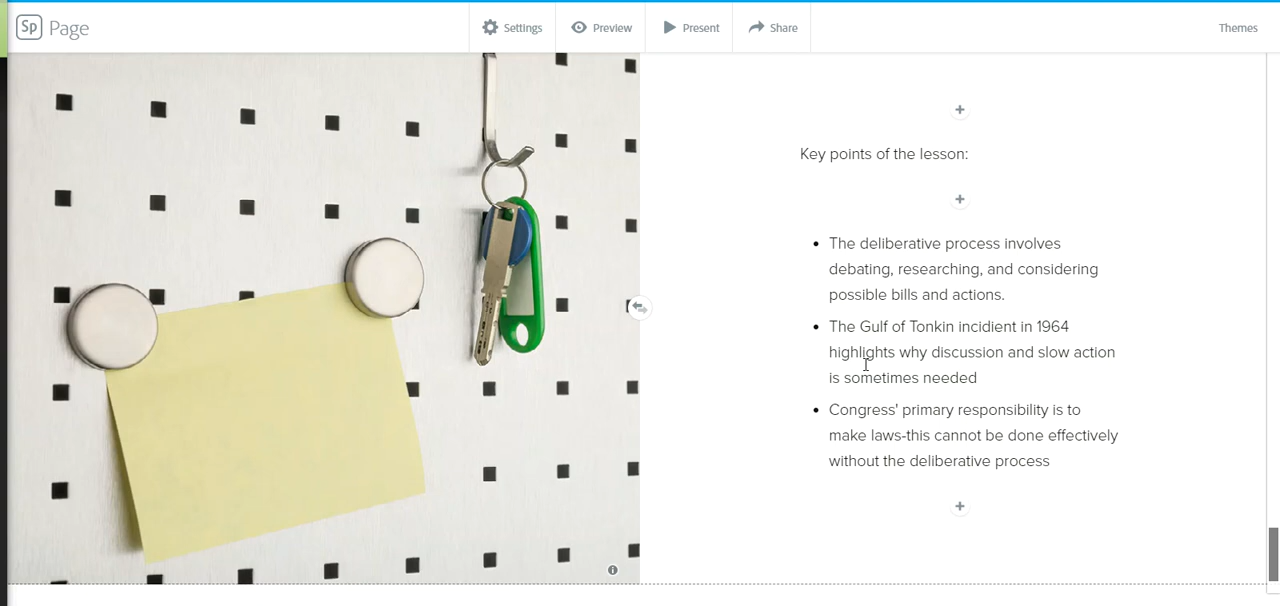 Sp Page
Settings
Preview
Present
Share
Themes
Key points of the lesson:
• The deliberative process involves
debating, researching, and considering
possible bills and actions.
• The Gulf of Tonkin incident in 1964
highlights why discussion and slow action
is sometimes needed
• Congress' primary responsibility is to
make laws-this cannot be done effectively
without the deliberative process